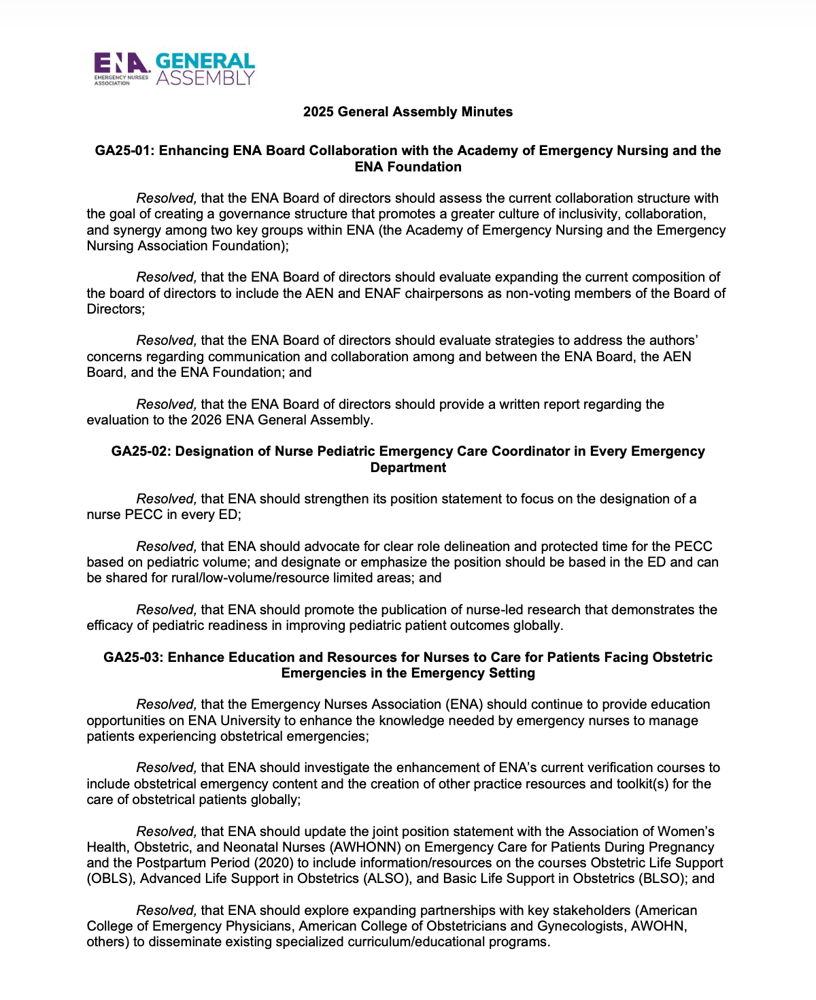 ENA. GENERAL
EMERGENCY NURSES
ASSOCIATION
ASSEMBLY
2025 General Assembly Minutes
GA25-01: Enhancing ENA Board Collaboration with the Academy of Emergency Nursing and the
ENA Foundation
Resolved, that the ENA Board of directors should assess the current collaboration structure with
the goal of creating a governance structure that promotes a greater culture of inclusivity, collaboration,
and synergy among two key groups within ENA (the Academy of Emergency Nursing and the Emergency
Nursing Association Foundation);
Resolved, that the ENA Board of directors should evaluate expanding the current composition of
the board of directors to include the AEN and ENAF chairpersons as non-voting members of the Board of
Directors;
Resolved, that the ENA Board of directors should evaluate strategies to address the authors’
concerns regarding communication and collaboration among and between the ENA Board, the AEN
Board, and the ENA Foundation; and
Resolved, that the ENA Board of directors should provide a written report regarding the
evaluation to the 2026 ENA General Assembly.
GA25-02: Designation of Nurse Pediatric Emergency Care Coordinator in Every Emergency
Department
Resolved, that ENA should strengthen its position statement to focus on the designation of a
nurse PECC in every ED;
Resolved, that ENA should advocate for clear role delineation and protected time for the PECC
based on pediatric volume; and designate or emphasize the position should be based in the ED and can
be shared for rural/low-volume/resource limited areas; and
Resolved, that ENA should promote the publication of nurse-led research that demonstrates the
efficacy of pediatric readiness in improving pediatric patient outcomes globally.
GA25-03: Enhance Education and Resources for Nurses to Care for Patients Facing Obstetric
Emergencies in the Emergency Setting
Resolved, that the Emergency Nurses Association (ENA) should continue to provide education
opportunities on ENA University to enhance the knowledge needed by emergency nurses to manage
patients experiencing obstetrical emergencies;
Resolved, that ENA should investigate the enhancement of ENA’s current verification courses to
include obstetrical emergency content and the creation of other practice resources and toolkit(s) for the
care of obstetrical patients globally;
Resolved, that ENA should update the joint position statement with the Association of Women’s
Health, Obstetric, and Neonatal Nurses (AWHONN) on Emergency Care for Patients During Pregnancy
and the Postpartum Period (2020) to include information/resources on the courses Obstetric Life Support
(OBLS), Advanced Life Support in Obstetrics (ALSO), and Basic Life Support in Obstetrics (BLSO); and
Resolved, that ENA should explore expanding partnerships with key stakeholders (American
College of Emergency Physicians, American College of Obstetricians and Gynecologists, AWOHN,
others) to disseminate existing specialized curriculum/educational programs.